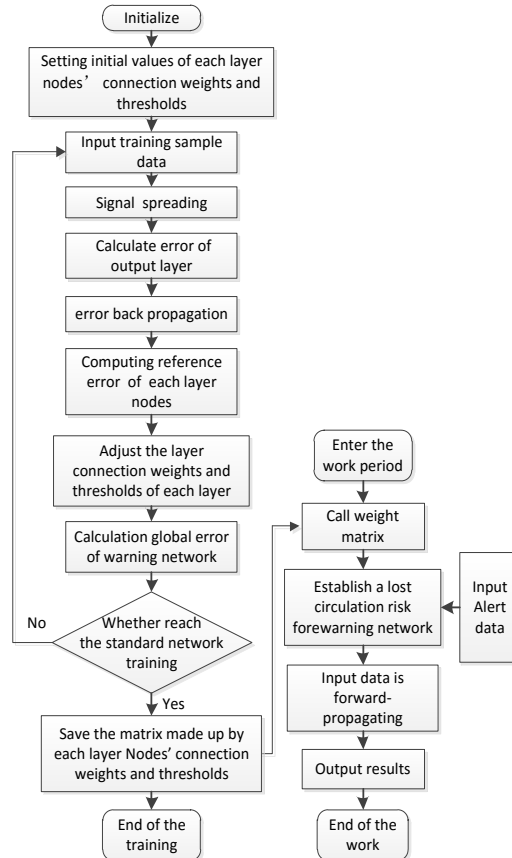 Initialize
Setting initial values of each layer
nodes’ connection weights and
thresholds
Input training sample
data
Signal spreading
Calculate error of
output layer
error back propagation
Computing reference
error of each layer
nodes
Adjust the layer
connection weights and
thresholds of each layer
Calculation global error
of warning network
No
Whether reach
the standard network
training
Yes
Save the matrix made up by
each layer Nodes’ connection
weights and thresholds
End of the
training
Enter the
work period
Call weight
matrix
Establish a lost
circulation risk
forewarning network
Input
Alert
data
Input data is
forward-
propagating
Output results
End of the
work